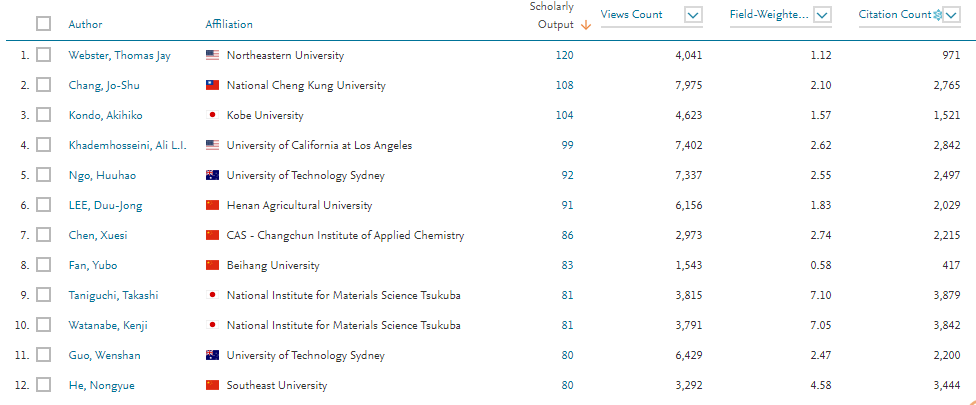 Author Affiliation Scholarly Output Views Count Field-Weighte... Citation Count
1. Webster, Thomas Jay Northeastern University 120 4,041 1.12 971
2. Chang, Jo-Shu National Cheng Kung University 108 7,975 2.10 2,765
3. Kondo, Akihiko Kobe University 104 4,623 1.57 1,521
4. Khademhosseini, Ali L.I. University of California at Los Angeles 99 7,402 2.62 2,842
5. Ngo, Huuhao University of Technology Sydney 92 7,337 2.55 2,497
6. LEE, Duu-Jong Henan Agricultural University 91 6,156 1.83 2,029
7. Chen, Xuesi CAS - Changchun Institute of Applied Chemistry 86 2,973 2.74 2,215
8. Fan, Yubo Beihang University 83 1,543 0.58 417
9. Taniguchi, Takashi National Institute for Materials Science Tsukuba 81 3,815 7.10 3,879
10. Watanabe, Kenji National Institute for Materials Science Tsukuba 81 3,791 7.05 3,842
11. Guo, Wenshan University of Technology Sydney 80 6,429 2.47 2,200
12. He, Nongyue Southeast University 80 3,292 4.58 3,444